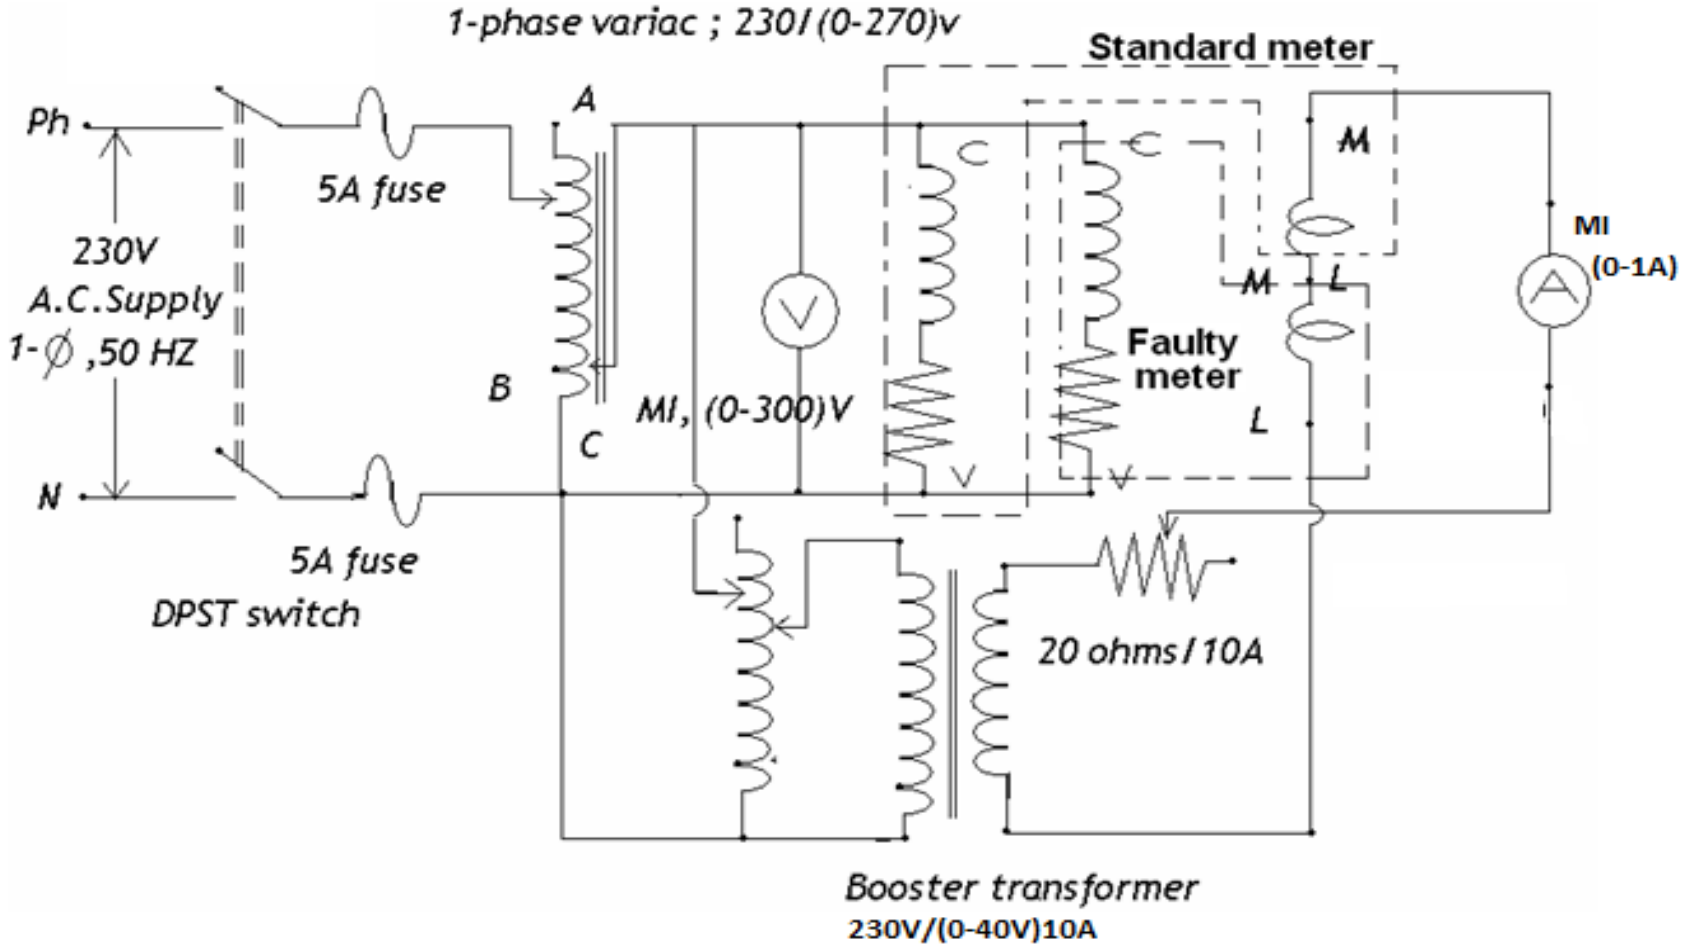 1-phase variac ; 230/(0-270)v
Standard meter
A
Ph
5A fuse
C
C
M
230V
A.C.Supply
1-Φ ,50 HZ
V
M
L
MI
(0-1A)
A
B
MI, (0-300)V
C
Faulty
meter
L
N
V
V
5A fuse
DPST switch
20 ohms/10A
Booster transformer
230V/(0-40V)10A